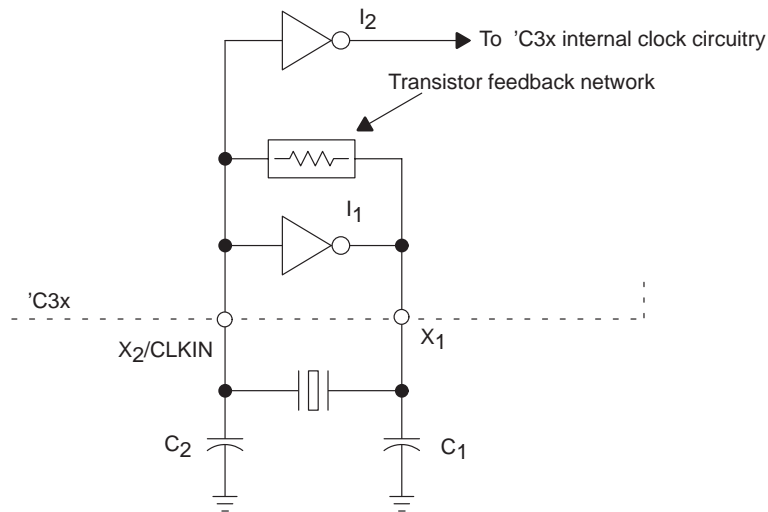 I2
To 'C3x internal clock circuitry
Transistor feedback network
I1
'C3x
X2/CLKIN
X1
C2
C1